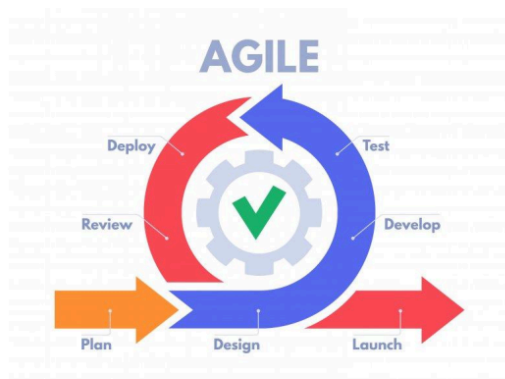 AGILE
Deploy
Test
Review
Develop
Plan
Design
Launch